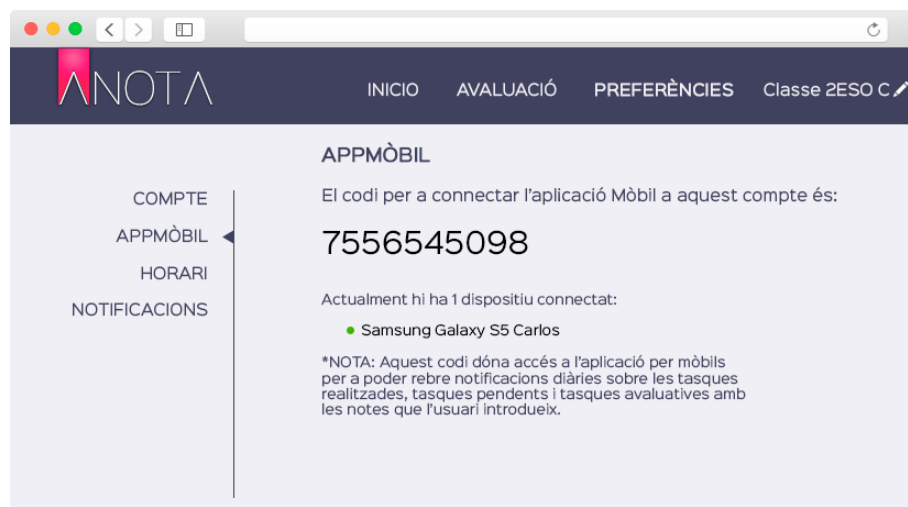 ANOTA
INICIO AVALUACIÓ PREFERÈNCIES Classe 2ESO C
COMPTE
APPMÒBIL
HORARI
NOTIFICACIONS
APPMÒBIL
El codi per a connectar l'aplicació Mòbil a aquest compte és:
7556545098
Actualment hi ha 1 dispositiu connectat:
Samsung Galaxy S5 Carlos
*NOTA: Aquest codi dóna accés a l'aplicació per mòbils
per a poder rebre notificacions diàries sobre les tasques
realitzades, tasques pendents i tasques avaluatives amb
les notes que l'usuari introdueix.